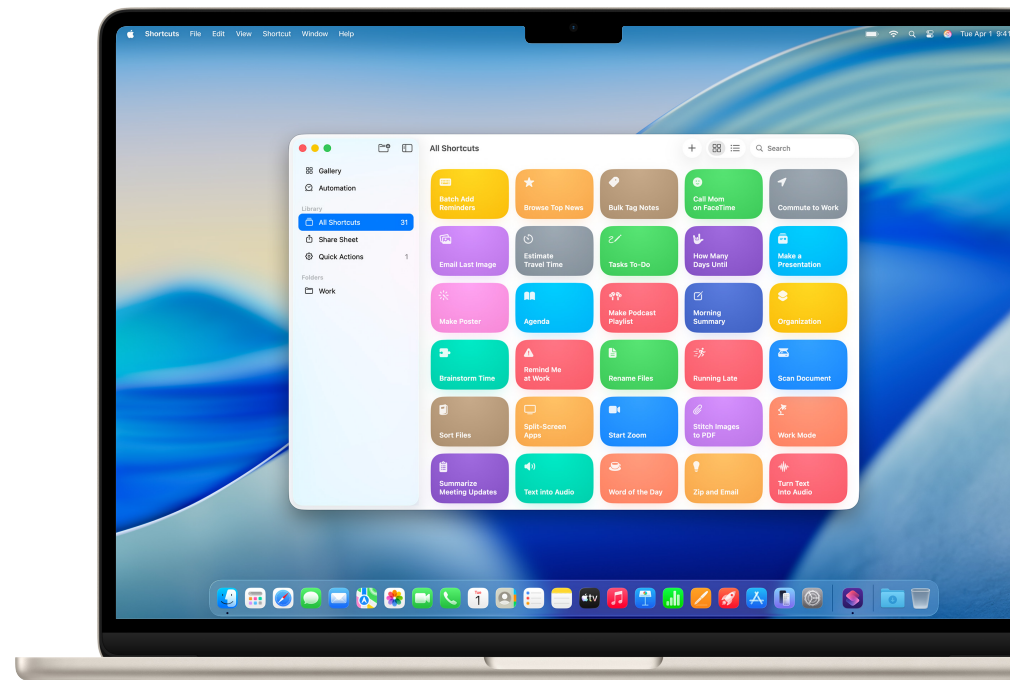 Shortcuts File Edit View Shortcut Window Help
Tue Apr 1 9:41
All Shortcuts
Search
Gallery
Automation
Library
All Shortcuts 31
Share Sheet
Quick Actions 1
Folders
Work
Batch Add
Reminders
Browse Top News
Bulk Tag Notes
Call Mom
on FaceTime
Commute to Work
Email Last Image
Estimate
Travel Time
Tasks To-Do
How Many
Days Until
Make a
Presentation
Make Poster
Agenda
Make Podcast
Playlist
Morning
Summary
Organization
Brainstorm Time
Remind Me
at Work
Rename Files
Running Late
Scan Document
Sort Files
Split-Screen
Apps
Start Zoom
Stitch Images
to PDF
Work Mode
Summarize
Meeting Updates
Text into Audio
Word of the Day
Zip and Email
Turn Text
Into Audio
Tue
1
tv